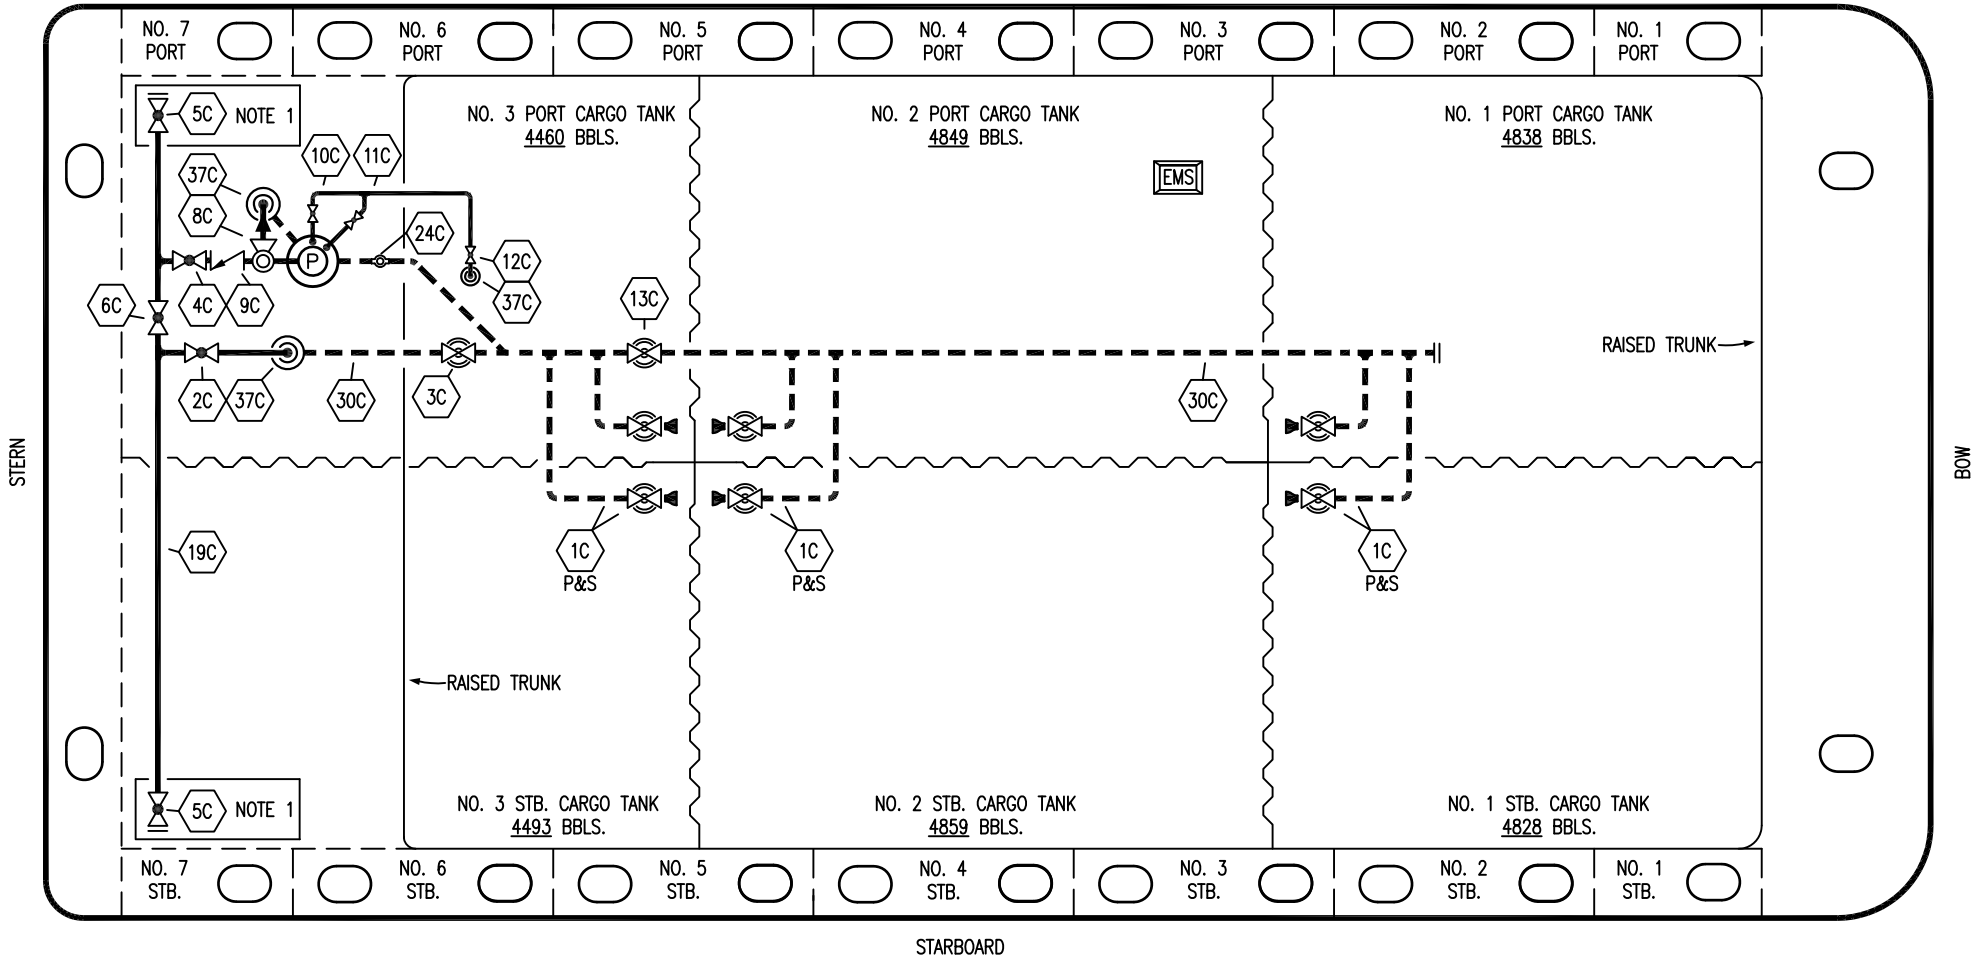 NO. 7
PORT
NO. 6
PORT
NO. 5
PORT
NO. 4
PORT
NO. 3
PORT
NO. 2
PORT
NO. 1
PORT
5C
NOTE 1
NO. 3 PORT CARGO TANK
4460 BBLS.
NO. 2 PORT CARGO TANK
4849 BBLS.
NO. 1 PORT CARGO TANK
4838 BBLS.
10C
11C
37C
8C
EMS
24C
P
12C
37C
6C
4C
9C
13C
RAISED TRUNK
2C
37C
30C
3C
30C
STERN
BOW
19C
1C
P&S
1C
P&S
1C
P&S
RAISED TRUNK
5C
NOTE 1
NO. 3 STB. CARGO TANK
4493 BBLS.
NO. 2 STB. CARGO TANK
4859 BBLS.
NO. 1 STB. CARGO TANK
4828 BBLS.
NO. 7
STB.
NO. 6
STB.
NO. 5
STB.
NO. 4
STB.
NO. 3
STB.
NO. 2
STB.
NO. 1
STB.
STARBOARD